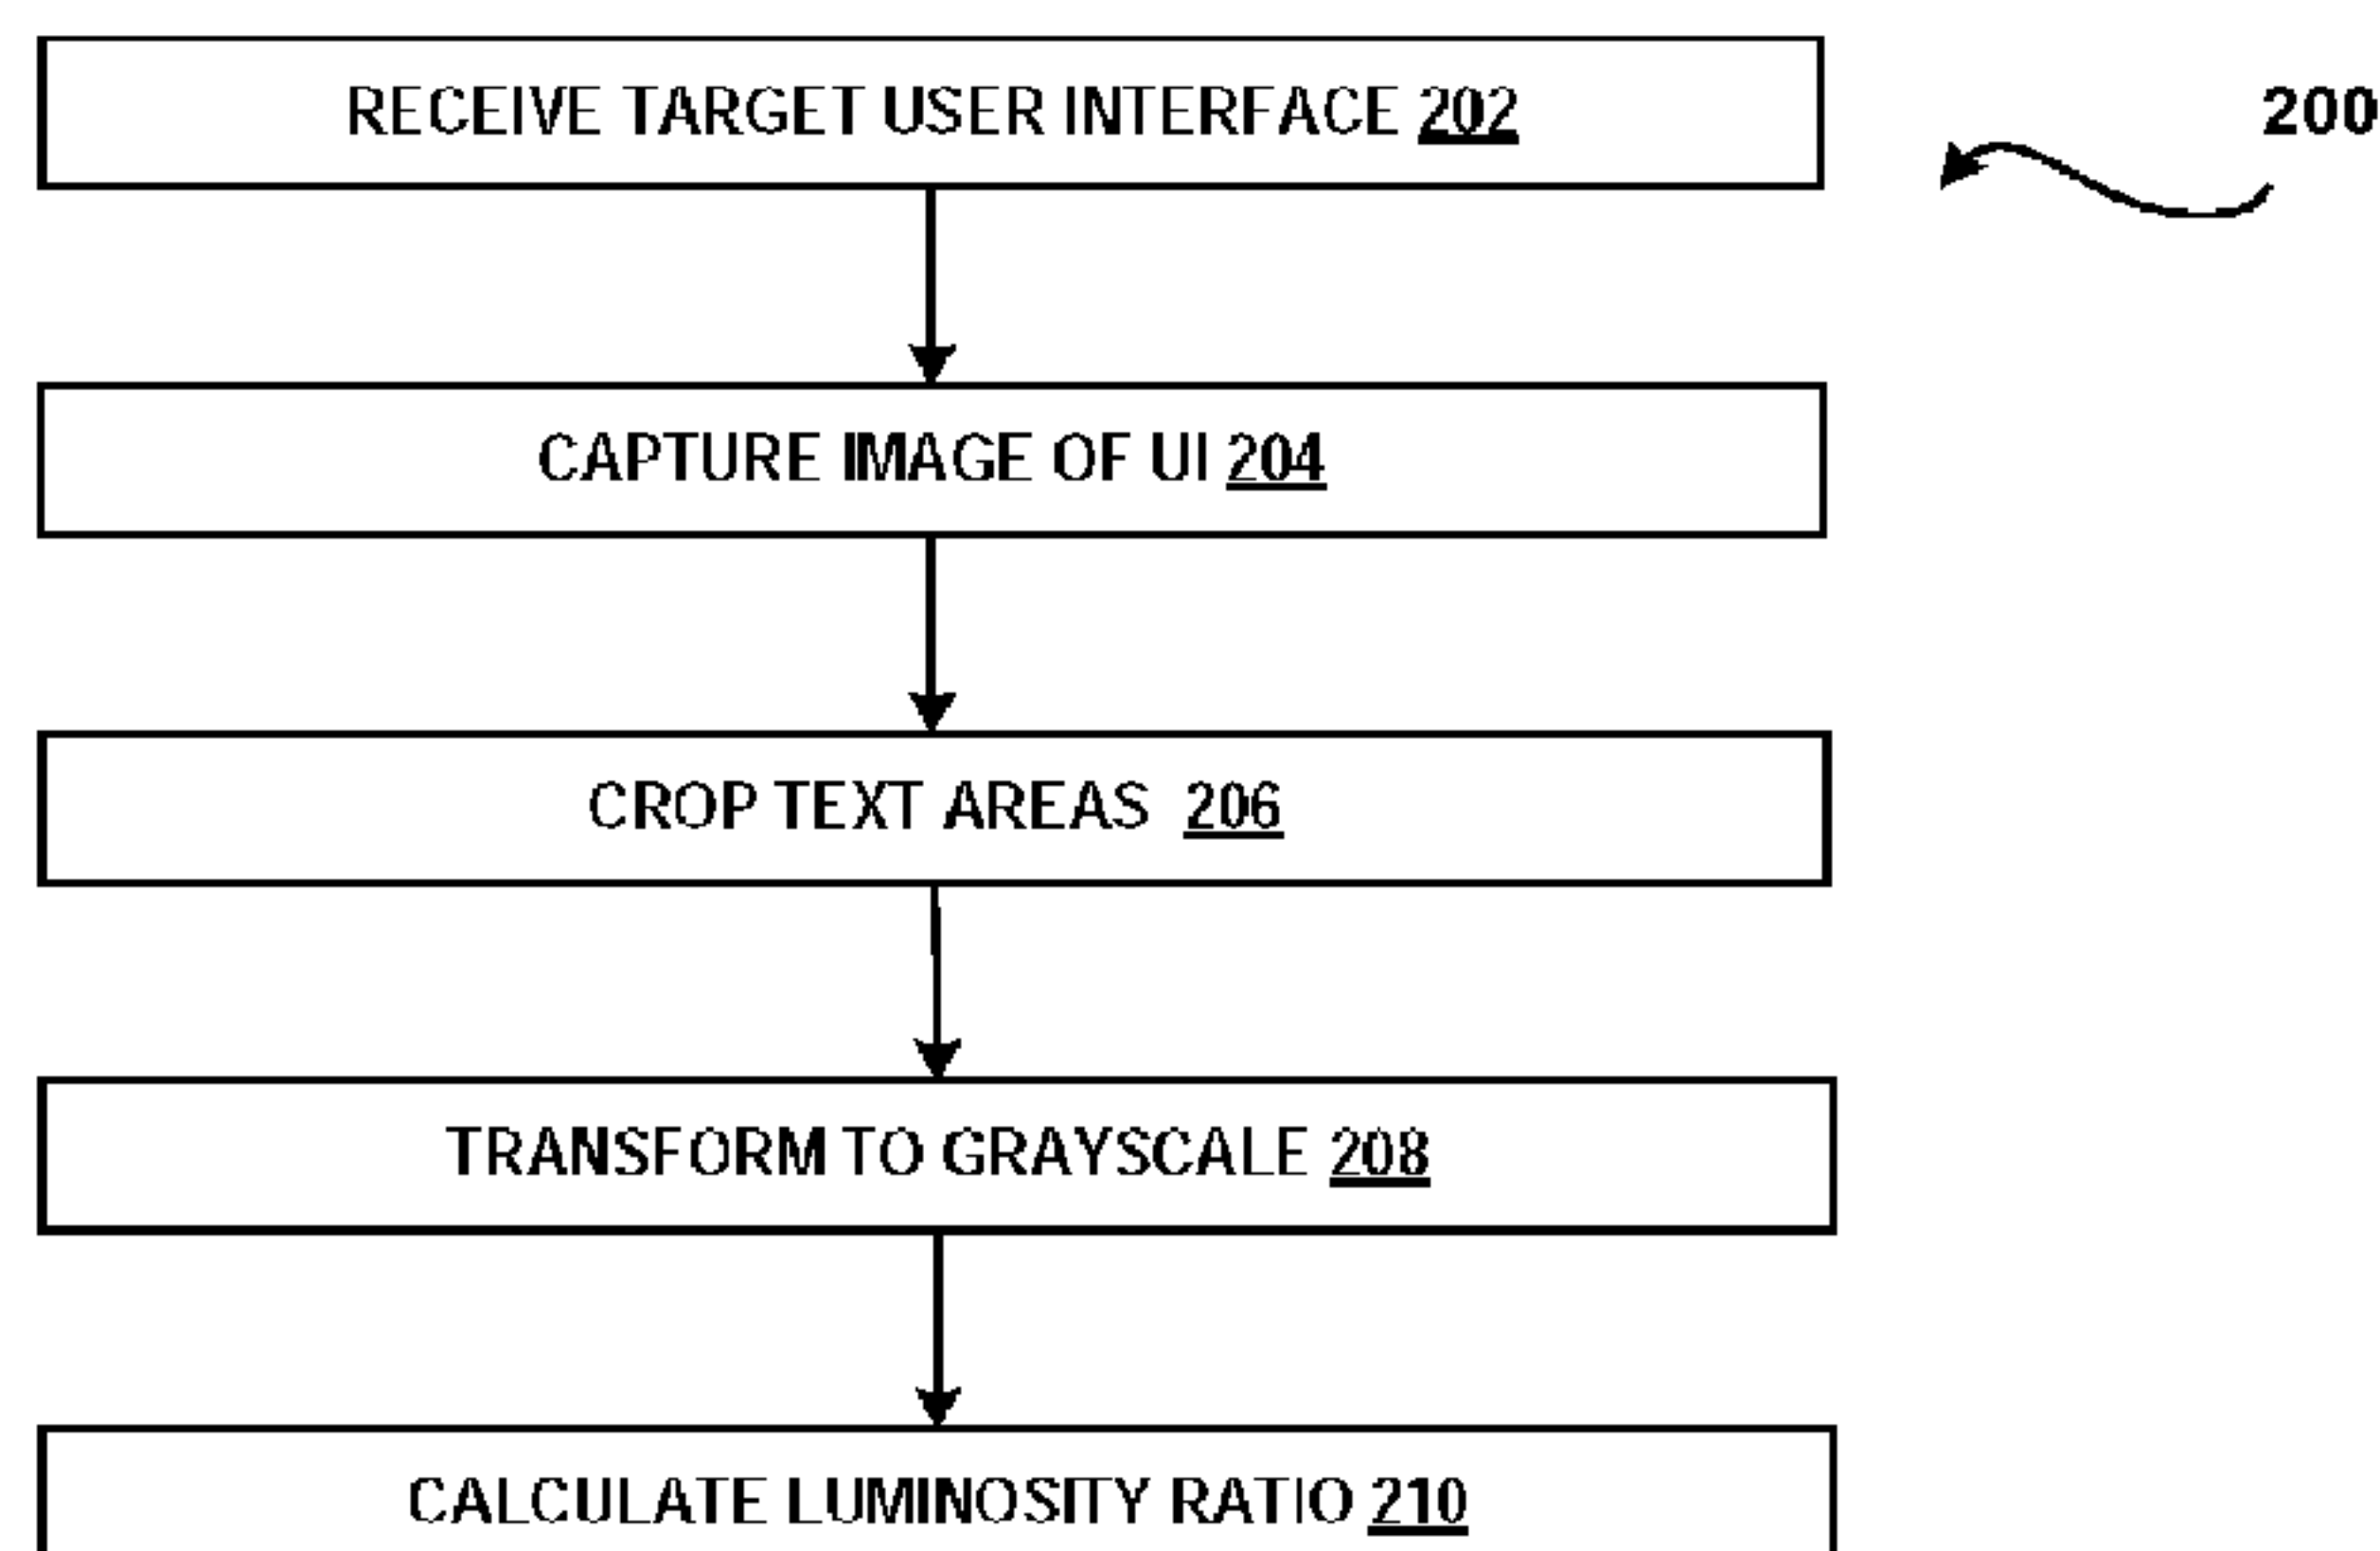 RECEIVE TARGET USER INTERFACE 202
200
CAPTURE IMAGE OF UI 204
CROP TEXT AREAS 206
TRANSFORM TO GRAYSCALE 208
CALCULATE LUMINOSITY RATIO 210